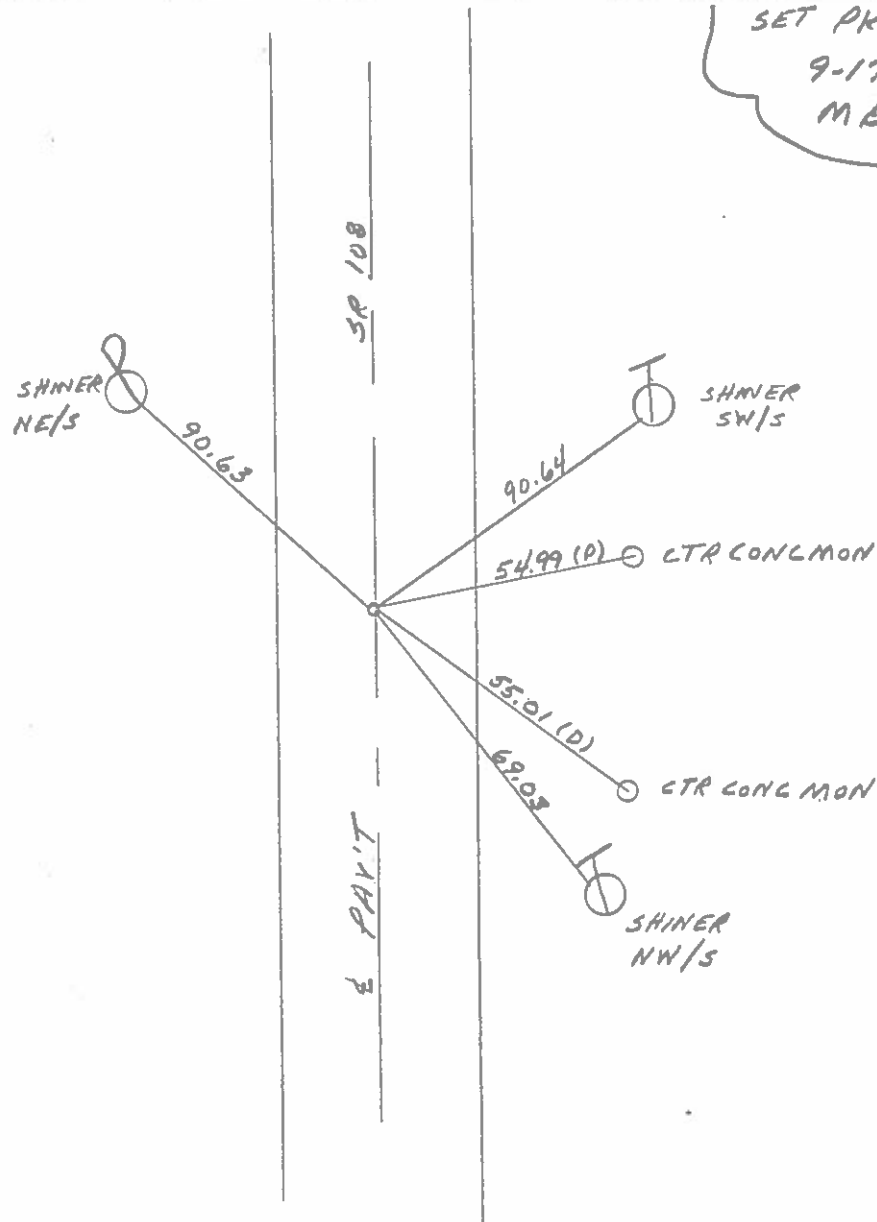 SET PK
9-17
SR 108
SHINER
NE/S
90.63
SHINER
SW/S
90.64
54.99 (P)
CTR CONC MON
55.01 (D)
CTR CONC MON
69.03
SHINER
NW/S
℄ PAV'T